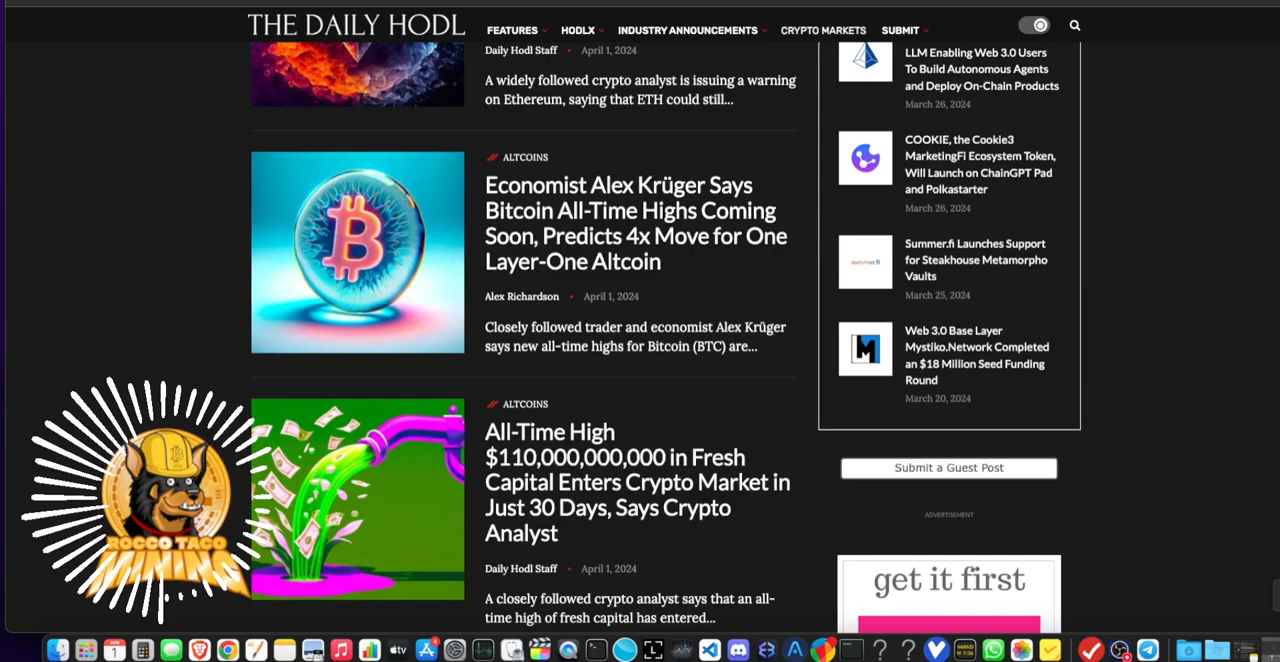 THE DAILY HODL
FEATURES
HODLX
INDUSTRY ANNOUNCEMENTS
CRYPTO MARKETS
SUBMIT
Daily Hodl Staff • April 1, 2024
A widely followed crypto analyst is issuing a warning
on Ethereum, saying that ETH could still...
ALTCOINS
Economist Alex Krüger Says
Bitcoin All-Time Highs Coming
Soon, Predicts 4x Move for One
Layer-One Altcoin
Alex Richardson • April 1, 2024
Closely followed trader and economist Alex Krüger
says new all-time highs for Bitcoin (BTC) are...
ALTCOINS
All-Time High
$110,000,000,000 in Fresh
Capital Enters Crypto Market in
Just 30 Days, Says Crypto
Analyst
Daily Hodl Staff • April 1, 2024
A closely followed crypto analyst says that an all-
time high of fresh capital has entered...
LLM Enabling Web 3.0 Users
To Build Autonomous Agents
and Deploy On-Chain Products
March 26, 2024
COOKIE, the Cookie3
MarketingFi Ecosystem Token,
Will Launch on ChainGPT Pad
and Polkastarter
March 26, 2024
summer.fi
Summer.fi Launches Support
for Steakhouse Metamorpho
Vaults
March 25, 2024
Web 3.0 Base Layer
Mystiko.Network Completed
an $18 Million Seed Funding
Round
March 20, 2024
Submit a Guest Post
ADVERTISEMENT
get it first
ROCCO TACO
MINING
APR
1
tv
4